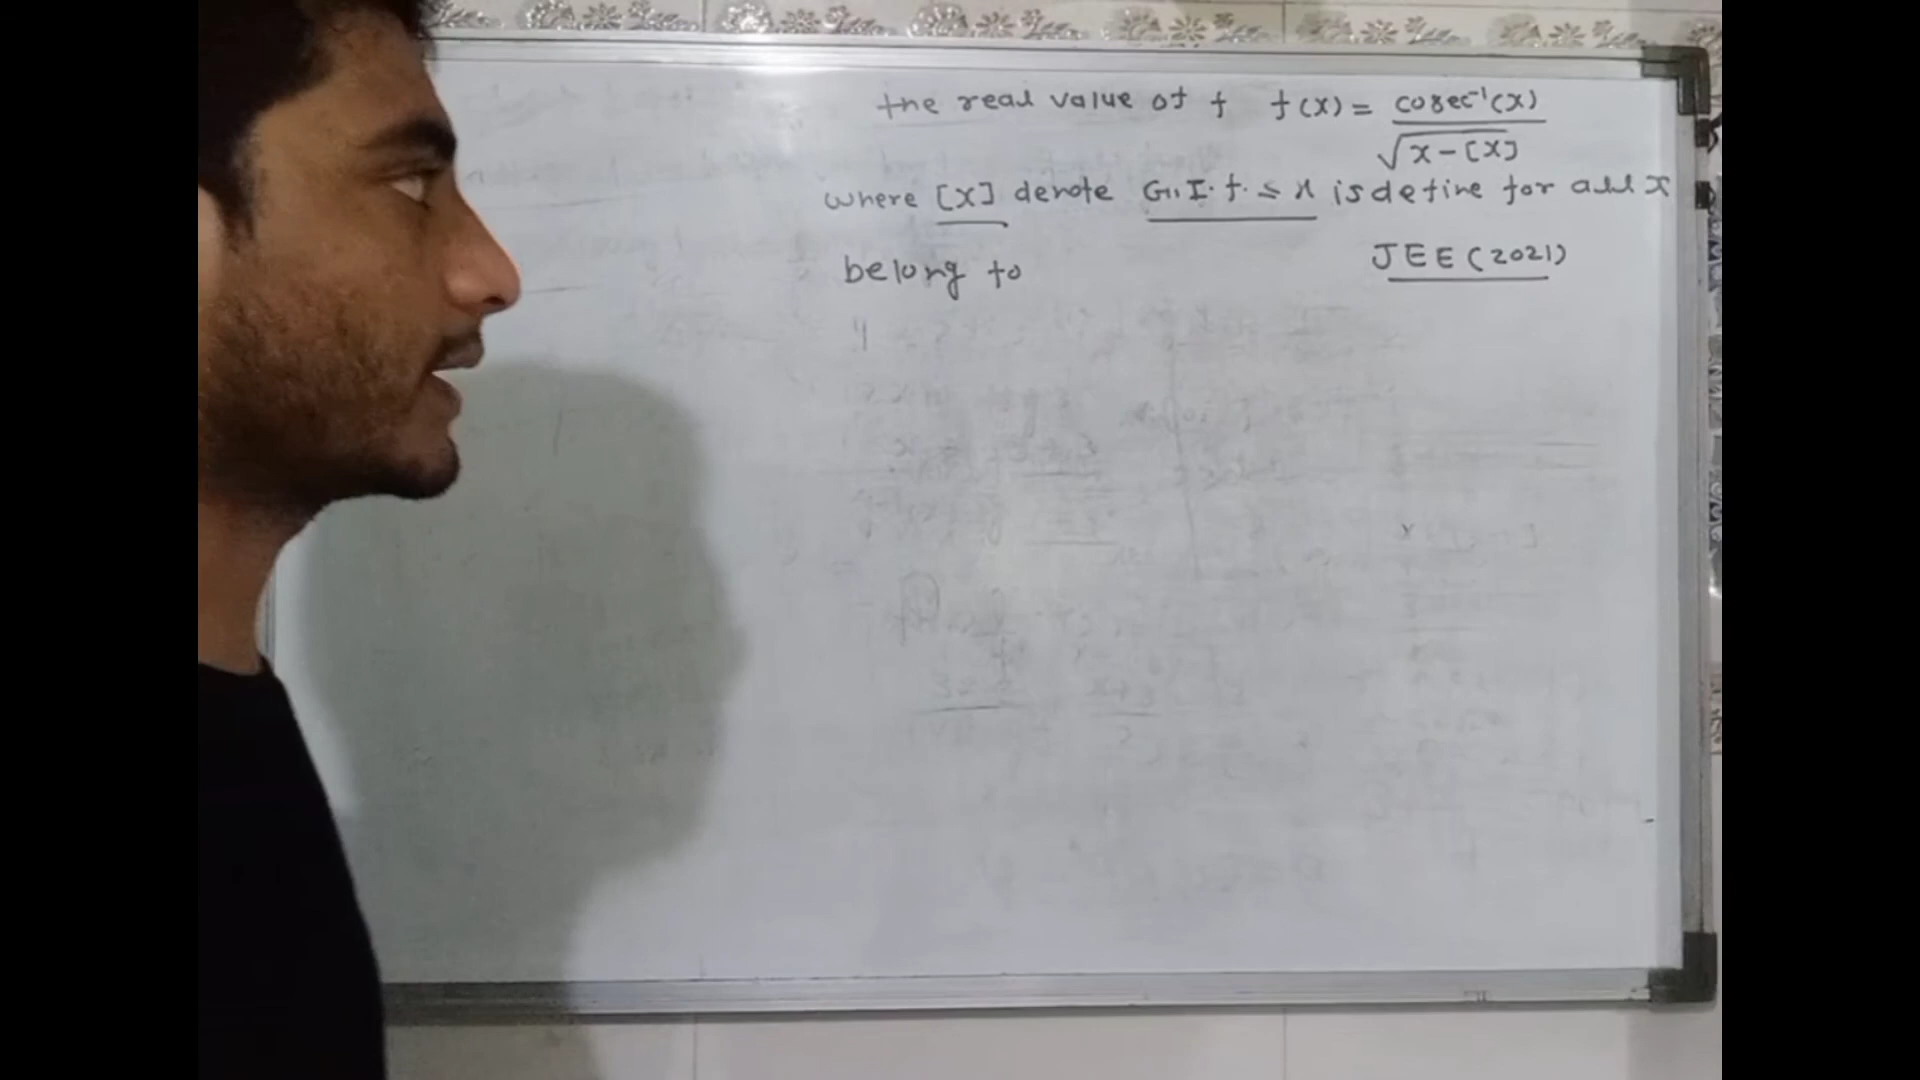 the real value of f f(x) = cosec⁻¹(x) / √x-[x]
where [x] denote G.I.f. ≤ x is define for all x
belong to
JEE (2021)